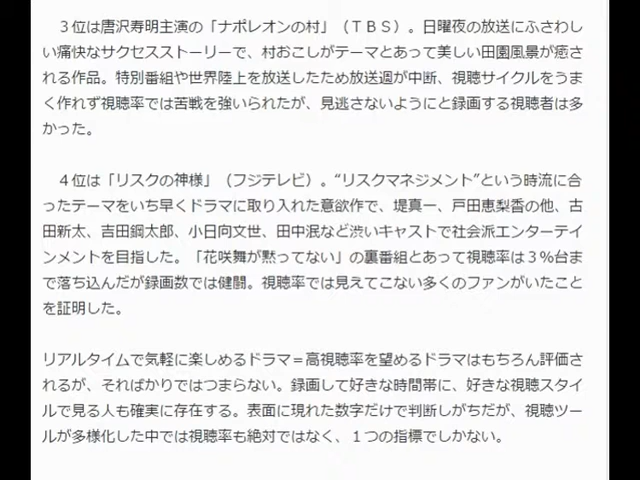 ３位は唐沢寿明主演の「ナポレオンの村」（ＴＢＳ）。日曜夜の放送にふさわし
い痛快なサクセスストーリーで、村おこしがテーマとあって美しい田園風景が癒さ
れる作品。特別番組や世界陸上を放送したため放送週が中断、視聴サイクルをうま
く作れず視聴率では苦戦を強いられたが、見逃さないようにと録画する視聴者は多
かった。
４位は「リスクの神様」（フジテレビ）。“リスクマネジメント”という時流に合
ったテーマをいち早くドラマに取り入れた意欲作で、堤真一、戸田恵梨香の他、古
田新太、吉田鋼太郎、小日向文世、田中泯など渋いキャストで社会派エンターテイ
ンメントを目指した。「花咲舞が黙ってない」の裏番組とあって視聴率は３％台ま
で落ち込んだが録画数では健闘。視聴率では見えてこない多くのファンがいたこと
を証明した。
リアルタイムで気軽に楽しめるドラマ＝高視聴率を望めるドラマはもちろん評価さ
れるが、そればかりではつまらない。録画して好きな時間帯に、好きな視聴スタイ
ルで見る人も確実に存在する。表面に現れた数字だけで判断しがちだが、視聴ツー
ルが多様化した中では視聴率も絶対ではなく、１つの指標でしかない。